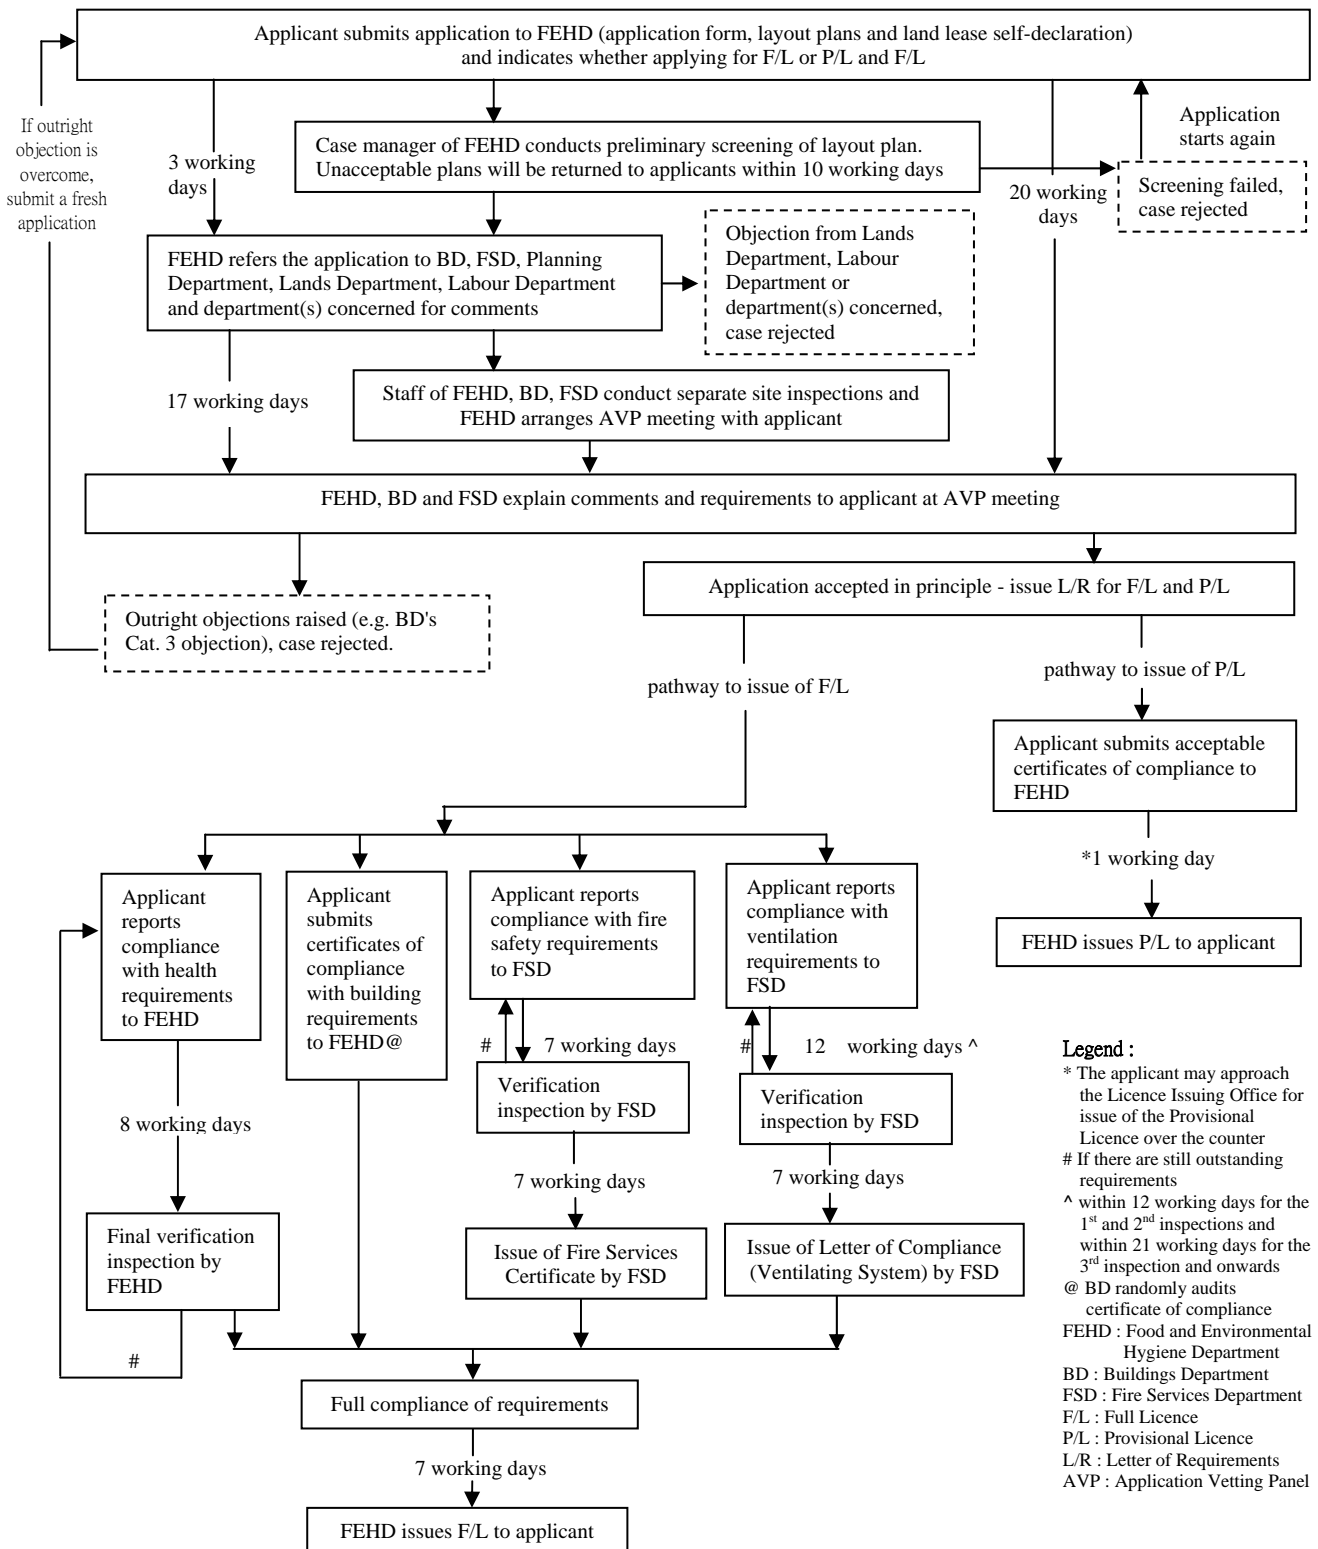 Applicant submits application to FEHD (application form, layout plans and land lease self-declaration)
and indicates whether applying for F/L or P/L and F/L
If outright
objection is
overcome,
submit a fresh
application
3 working
days
Case manager of FEHD conducts preliminary screening of layout plan.
Unacceptable plans will be returned to applicants within 10 working days
20 working
days
Application
starts again
Screening failed,
case rejected
FEHD refers the application to BD, FSD, Planning
Department, Lands Department, Labour Department
and department(s) concerned for comments
Objection from Lands
Department, Labour
Department or
department(s) concerned,
case rejected
17 working days
Staff of FEHD, BD, FSD conduct separate site inspections and
FEHD arranges AVP meeting with applicant
FEHD, BD and FSD explain comments and requirements to applicant at AVP meeting
Outright objections raised (e.g. BD's
Cat. 3 objection), case rejected.
Application accepted in principle - issue L/R for F/L and P/L
pathway to issue of F/L
pathway to issue of P/L
Applicant submits acceptable
certificates of compliance to
FEHD
*1 working day
FEHD issues P/L to applicant
Applicant
reports
compliance
with health
requirements
to FEHD
Applicant
submits
certificates of
compliance
with building
requirements
to FEHD@
Applicant reports
compliance with fire
safety requirements
to FSD
Applicant reports
compliance with
ventilation
requirements to
FSD
8 working days
# 7 working days
# 12 working days ^
Verification
inspection by FSD
Verification
inspection by FSD
7 working days
7 working days
Final verification
inspection by
FEHD
Issue of Fire Services
Certificate by FSD
Issue of Letter of Compliance
(Ventilating System) by FSD
#
Full compliance of requirements
7 working days
FEHD issues F/L to applicant
Legend :
* The applicant may approach
the Licence Issuing Office for
issue of the Provisional
Licence over the counter
# If there are still outstanding
requirements
^ within 12 working days for the
1st and 2nd inspections and
within 21 working days for the
3rd inspection and onwards
@ BD randomly audits
certificate of compliance
FEHD : Food and Environmental
Hygiene Department
BD : Buildings Department
FSD : Fire Services Department
F/L : Full Licence
P/L : Provisional Licence
L/R : Letter of Requirements
AVP : Application Vetting Panel